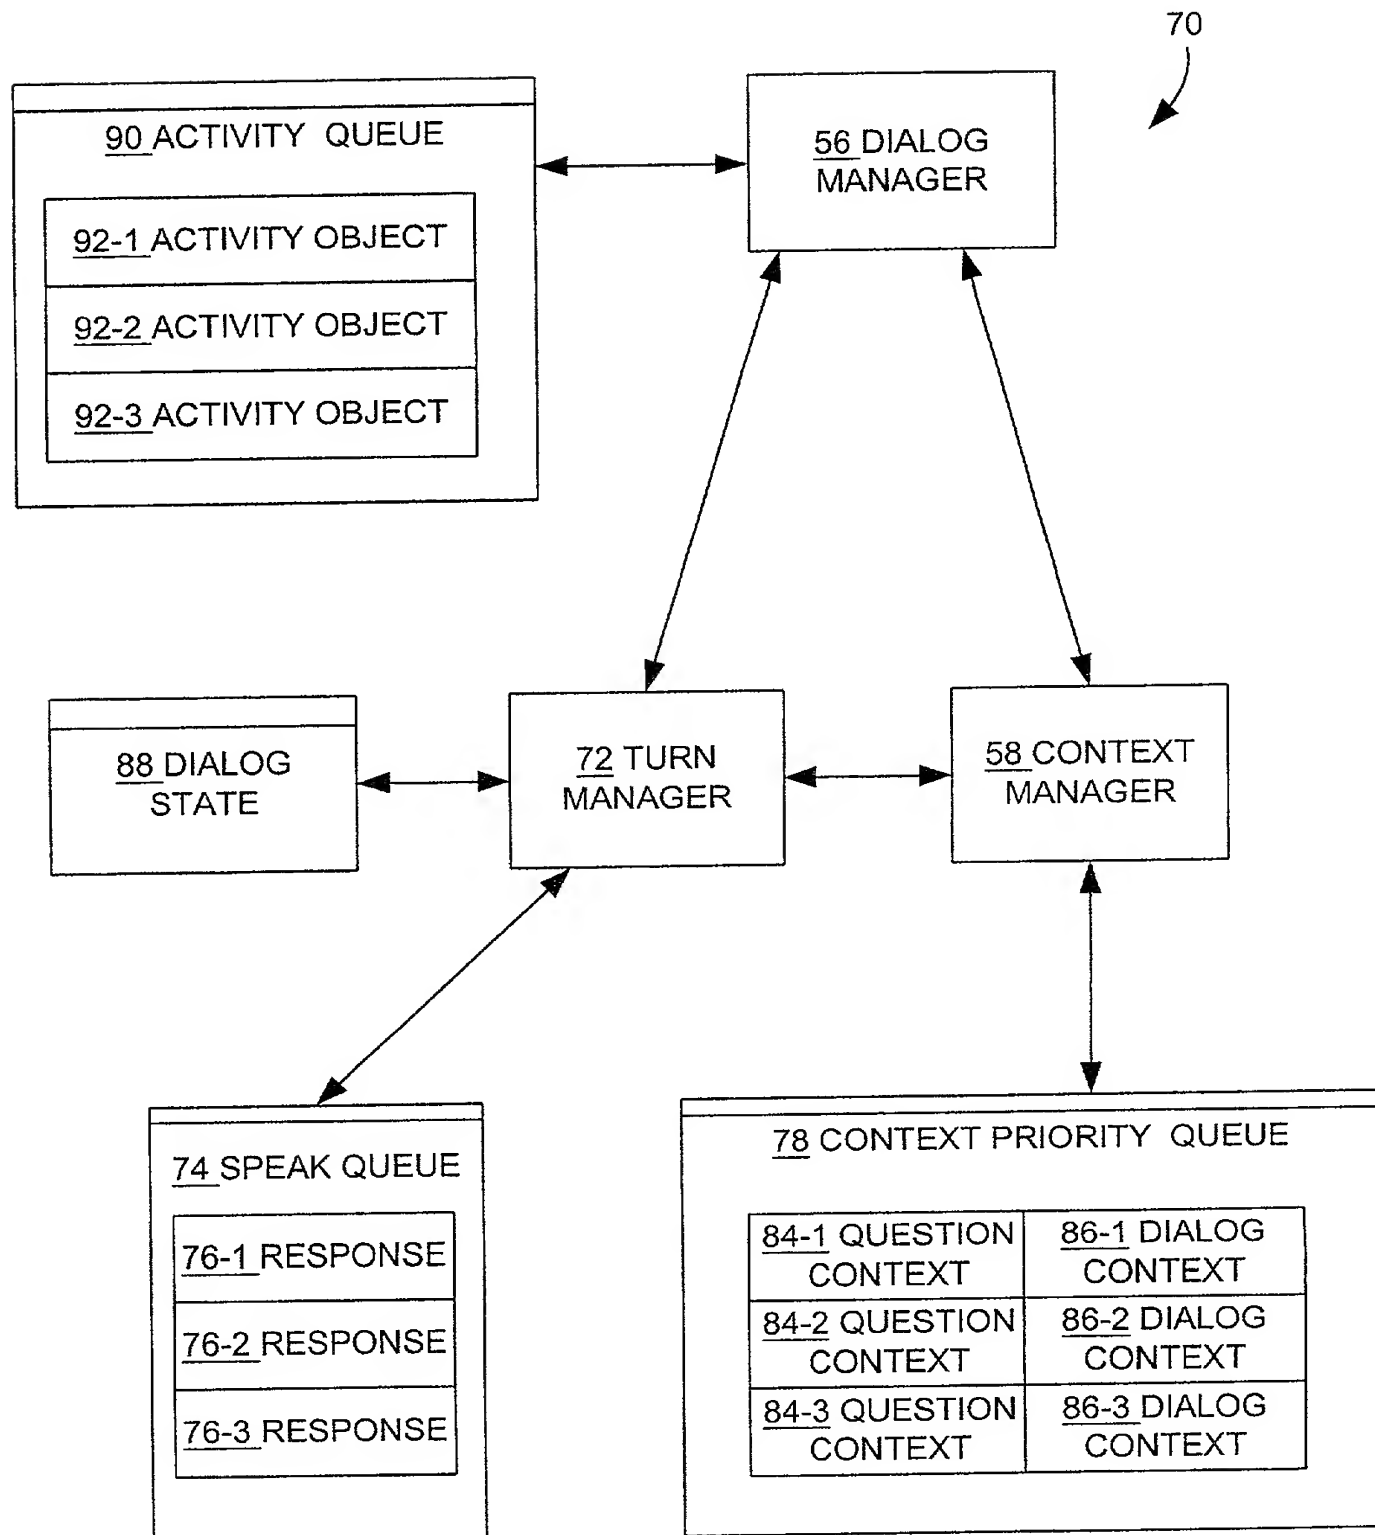 70
90 ACTIVITY QUEUE
92-1 ACTIVITY OBJECT
92-2 ACTIVITY OBJECT
92-3 ACTIVITY OBJECT
56 DIALOG
MANAGER
88 DIALOG
STATE
72 TURN
MANAGER
58 CONTEXT
MANAGER
74 SPEAK QUEUE
76-1 RESPONSE
76-2 RESPONSE
76-3 RESPONSE
78 CONTEXT PRIORITY QUEUE
84-1 QUESTION
CONTEXT
86-1 DIALOG
CONTEXT
84-2 QUESTION
CONTEXT
86-2 DIALOG
CONTEXT
84-3 QUESTION
CONTEXT
86-3 DIALOG
CONTEXT